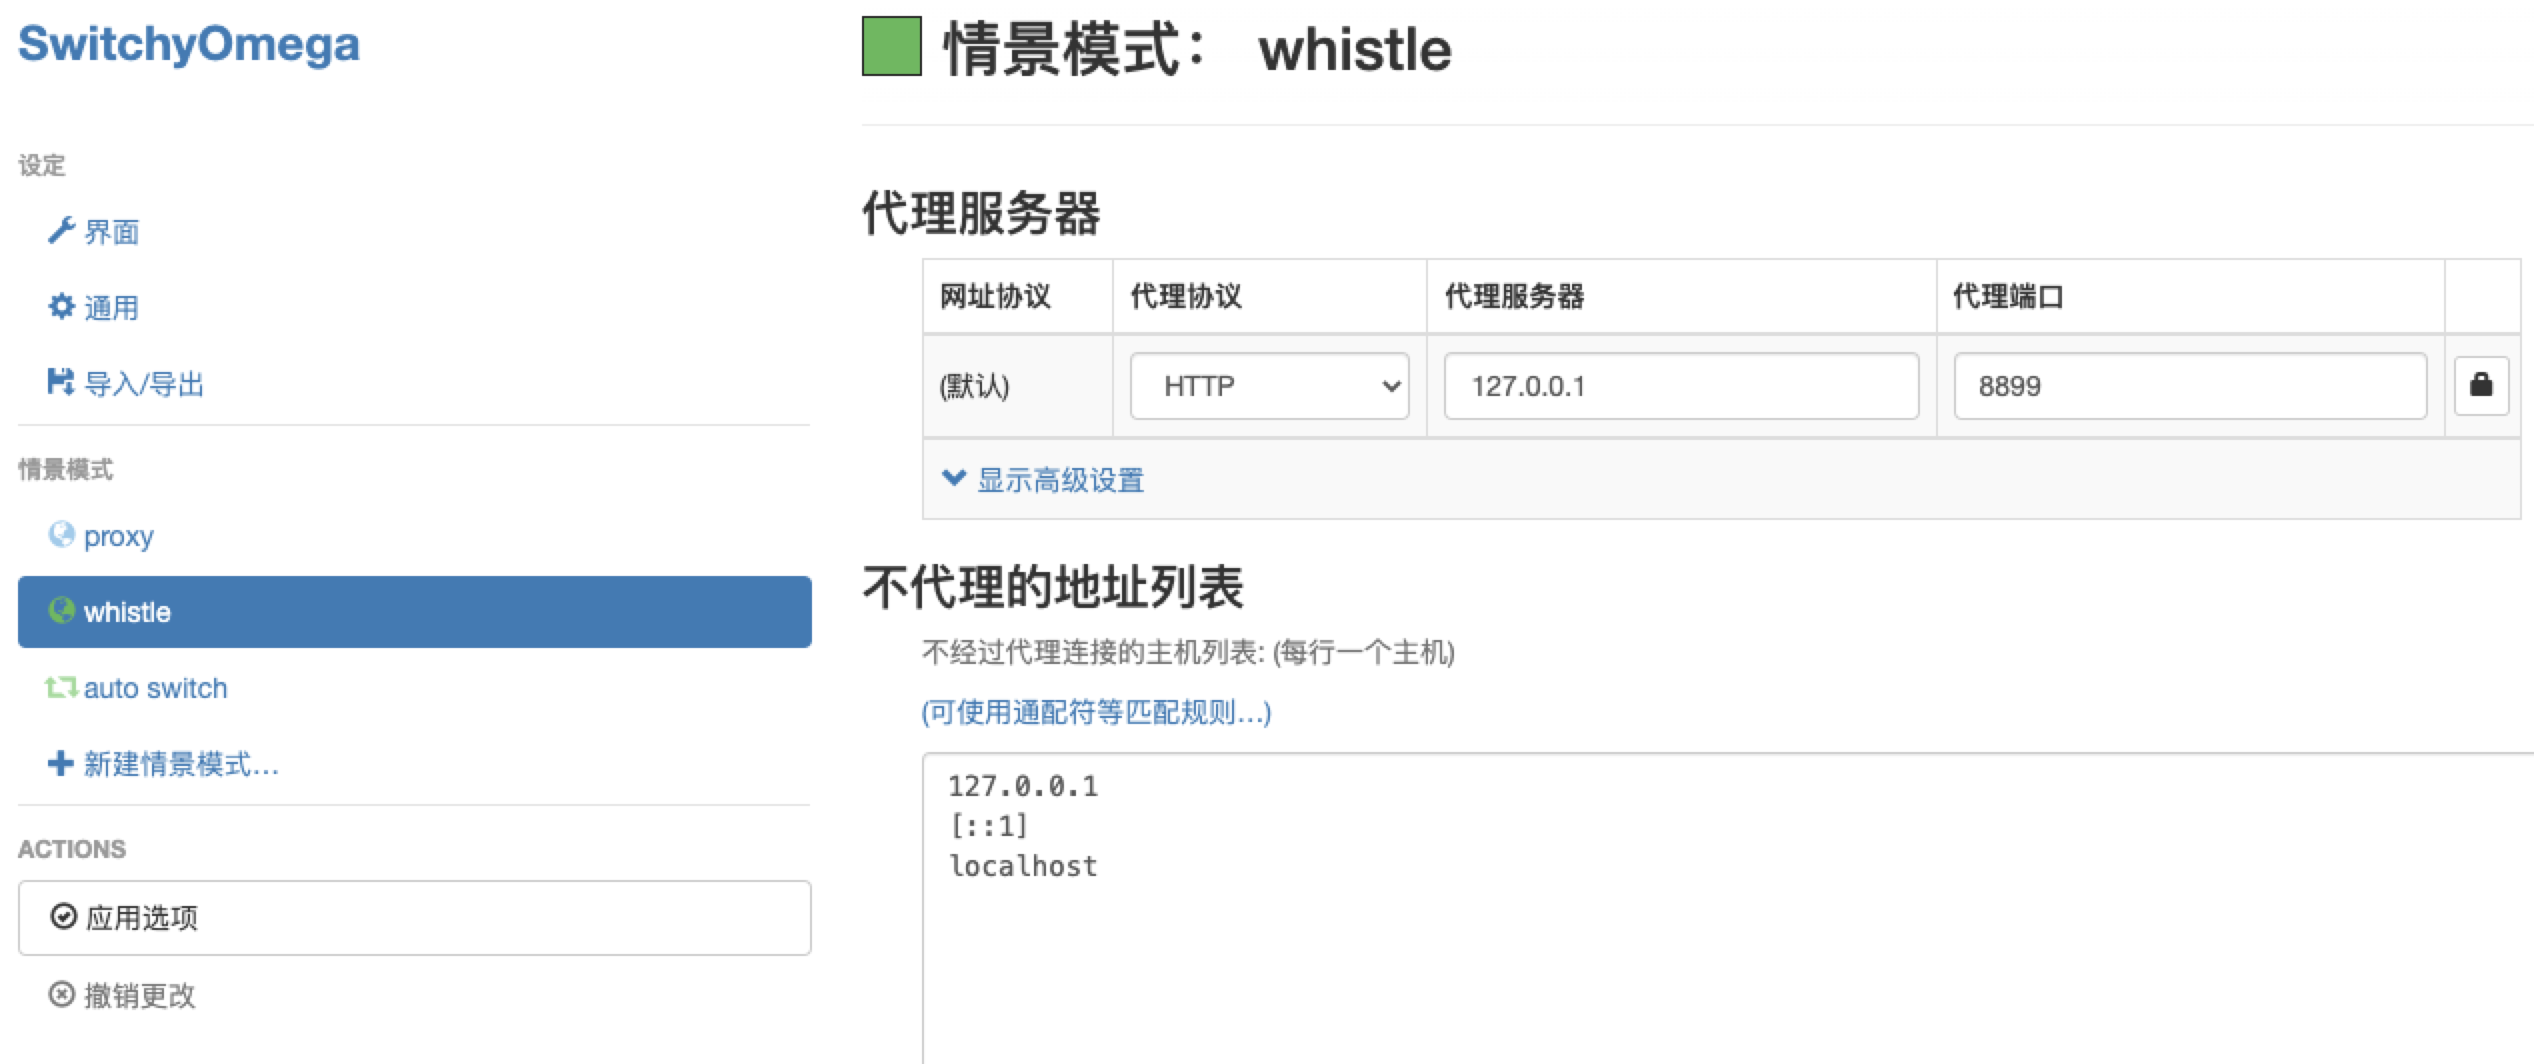 SwitchyOmega
设定
界面
通用
导入/导出
情景模式
proxy
whistle
auto switch
新建情景模式...
ACTIONS
应用选项
撤销更改
情景模式： whistle
代理服务器
网址协议 代理协议 代理服务器 代理端口
(默认) HTTP 127.0.0.1 8899
显示高级设置
不代理的地址列表
不经过代理连接的主机列表: (每行一个主机)
(可使用通配符等匹配规则...)
127.0.0.1
[::1]
localhost